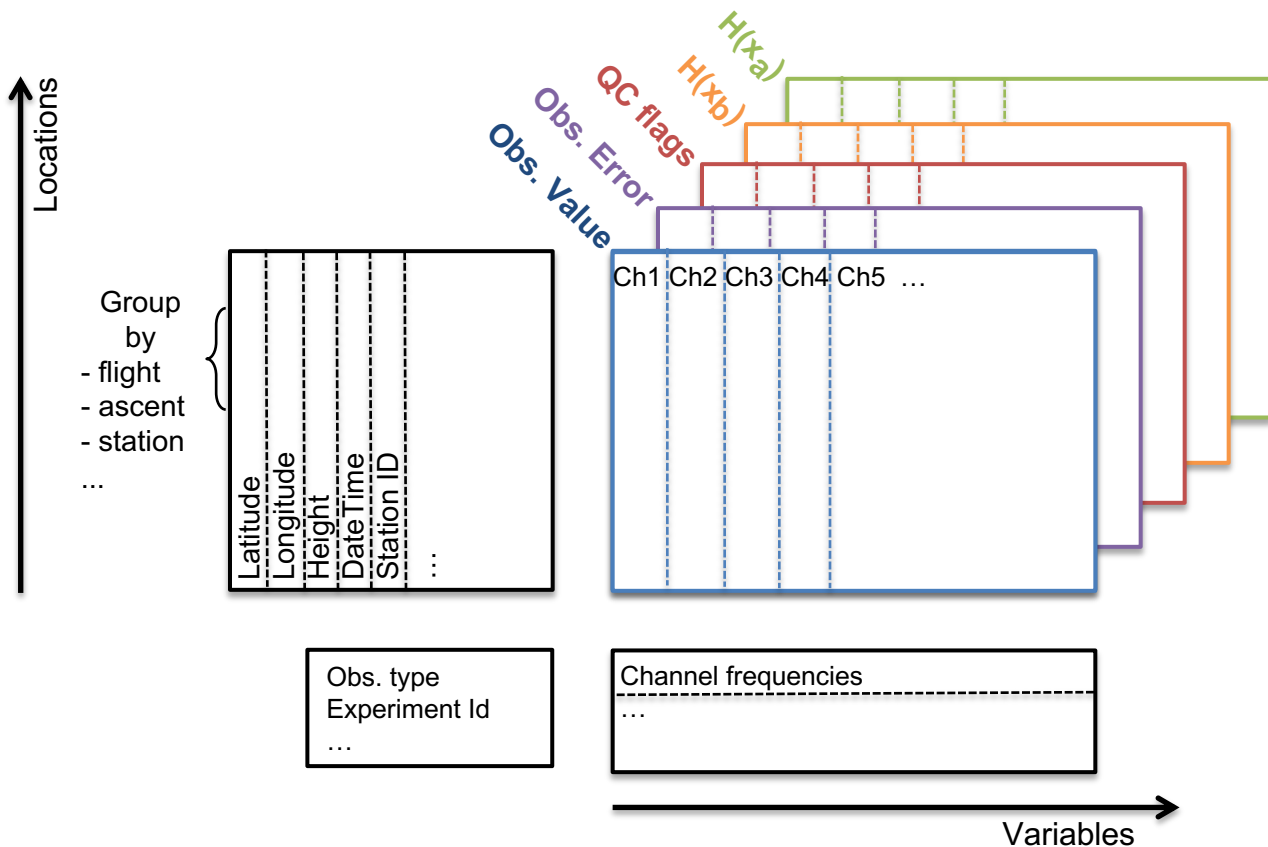 Locations
Group
by
- flight
- ascent
- station
...
Latitude
Longitude
Height
DateTime
Station ID
...
Obs. Value
Obs. Error
QC flags
H(xb)
H(xa)
Ch1 Ch2 Ch3 Ch4 Ch5 ...
Obs. type
Experiment Id
...
Channel frequencies
...
Variables